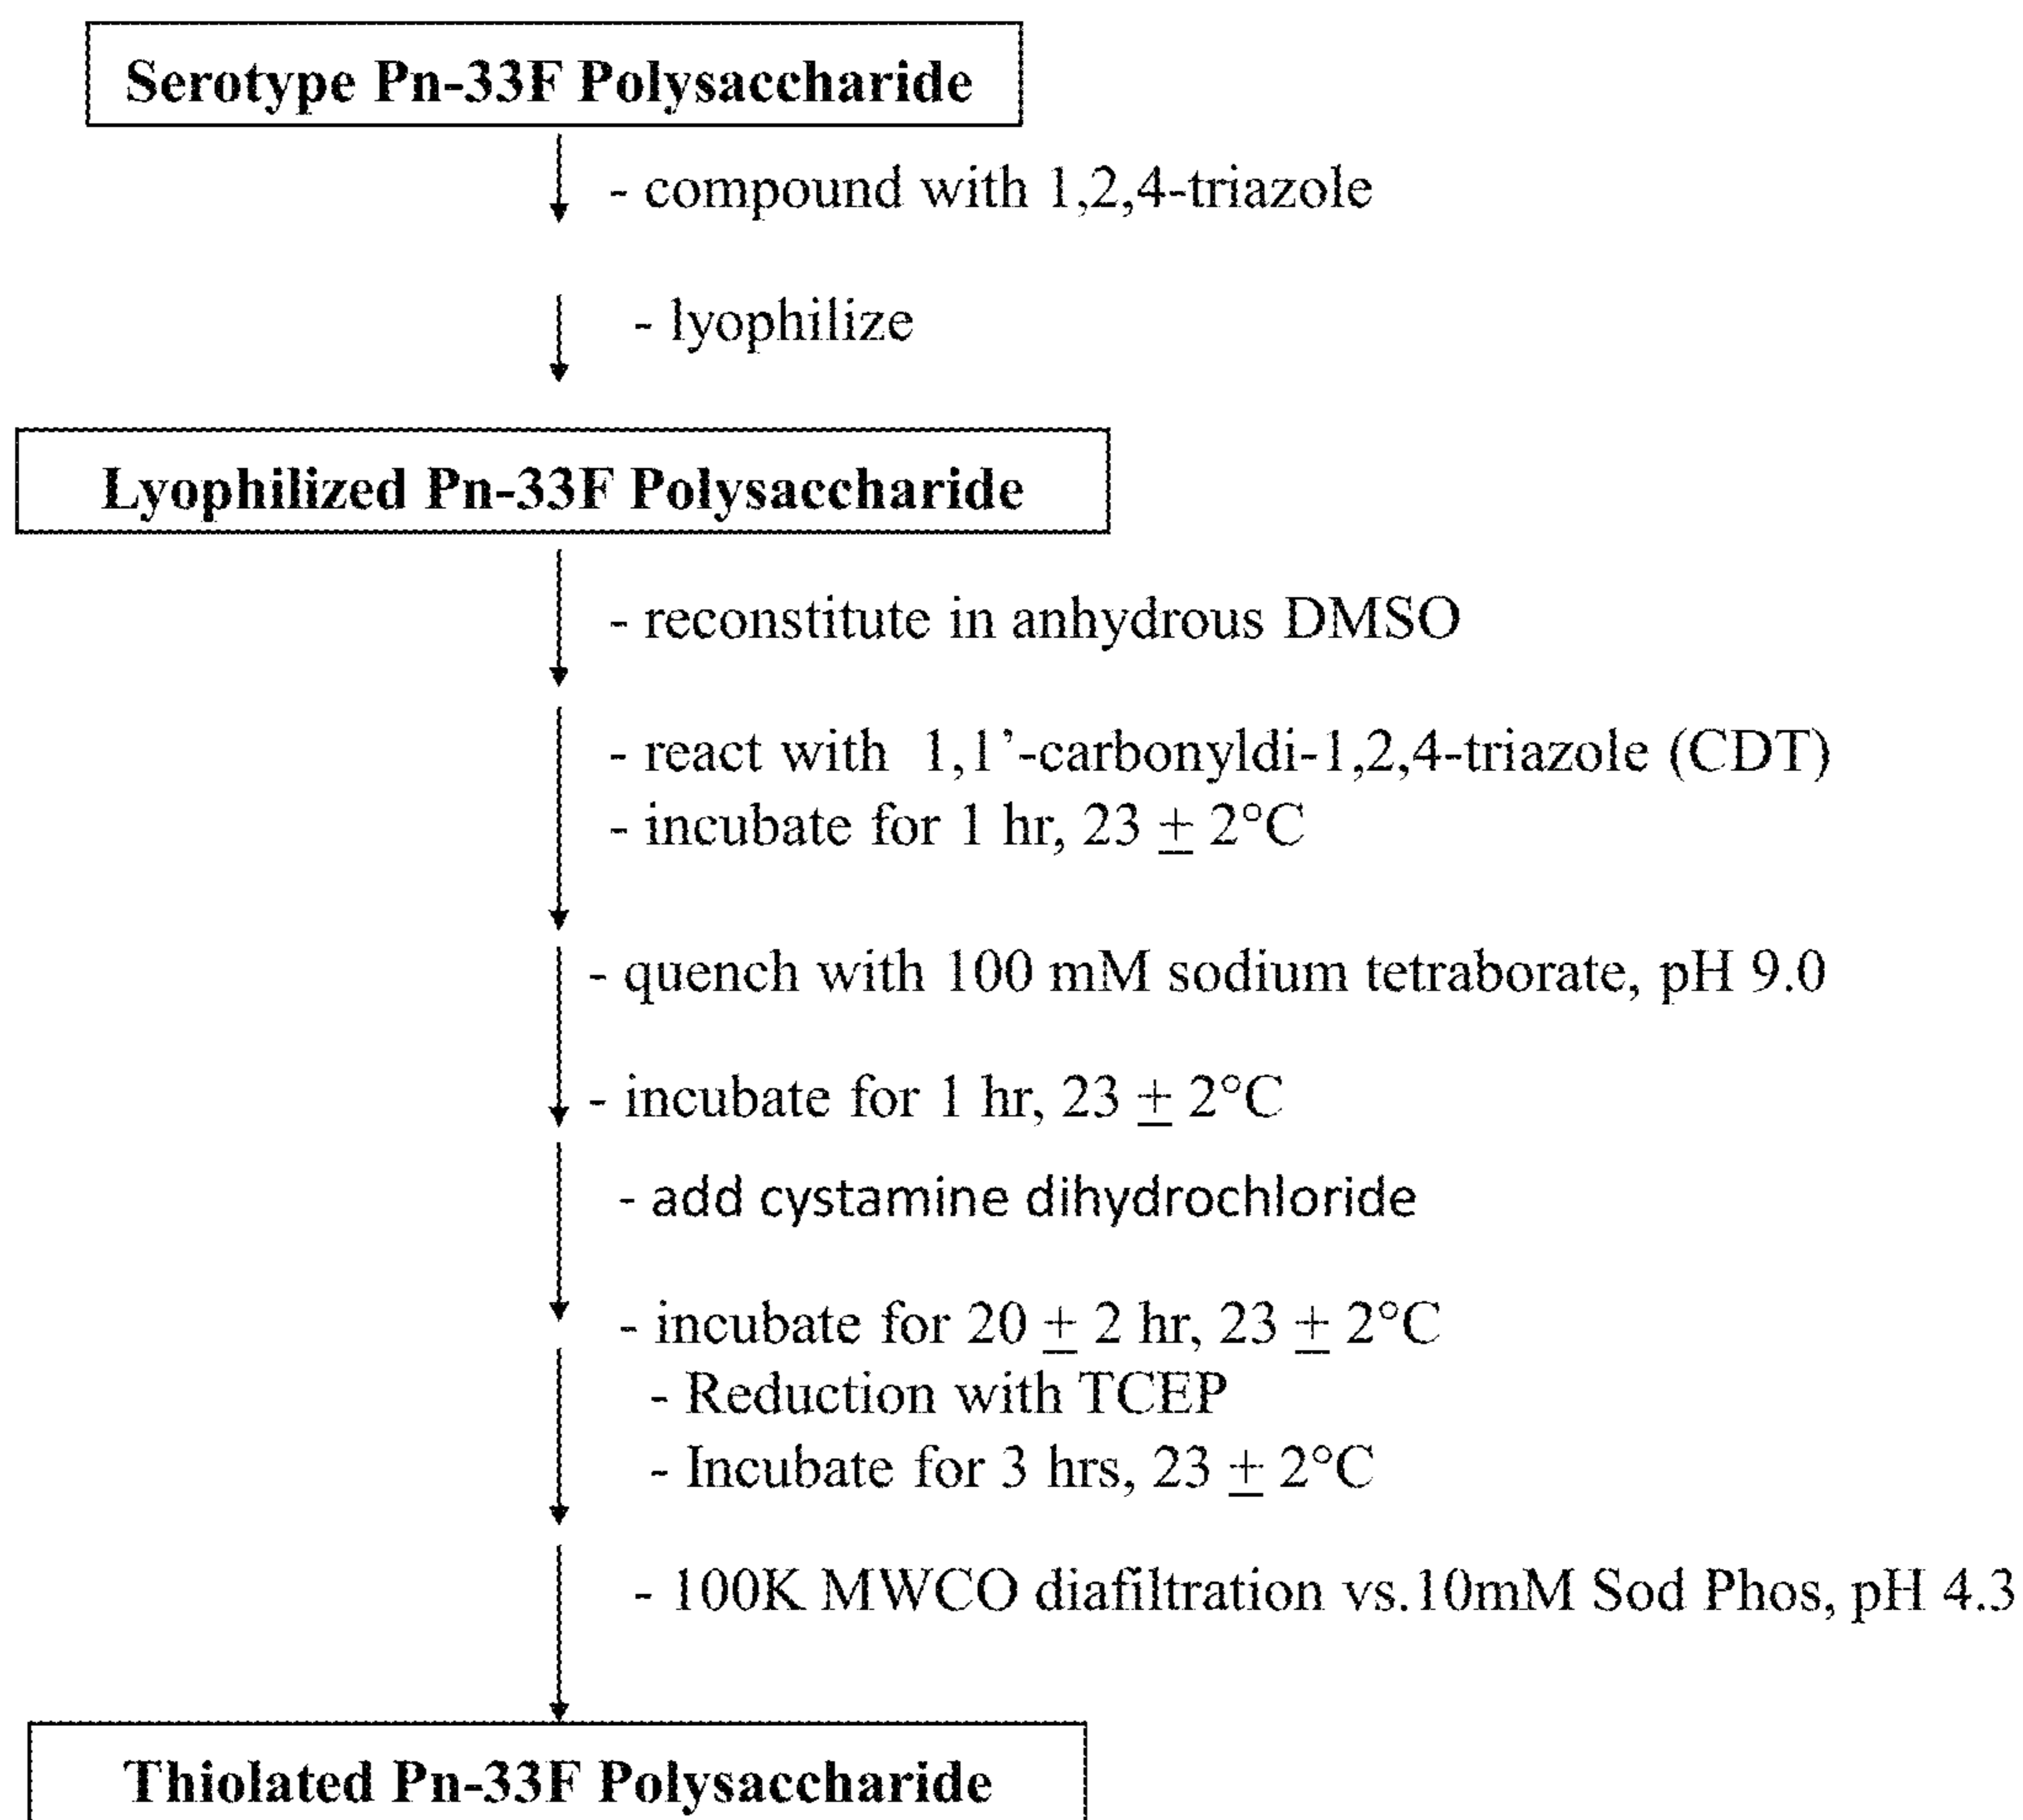 Serotype Pn-33F Polysaccharide
- compound with 1,2,4-triazole
- lyophilize
Lyophilized Pn-33F Polysaccharide
- reconstitute in anhydrous DMSO
- react with 1,1’-carbonyldi-1,2,4-triazole (CDT)
- incubate for 1 hr, 23 ± 2°C
- quench with 100 mM sodium tetraborate, pH 9.0
- incubate for 1 hr, 23 ± 2°C
- add cystamine dihydrochloride
- incubate for 20 ± 2 hr, 23 ± 2°C
- Reduction with TCEP
- Incubate for 3 hrs, 23 ± 2°C
- 100K MWCO diafiltration vs.10mM Sod Phos, pH 4.3
Thiolated Pn-33F Polysaccharide